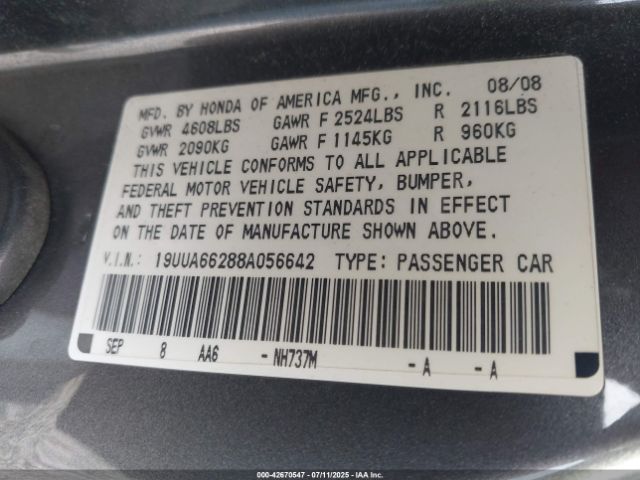 MFD. BY HONDA OF AMERICA MFG., INC. 08/08
GVWR 4608LBS GAWR F 2524LBS R 2116LBS
GVWR 2090KG GAWR F 1145KG R 960KG
THIS VEHICLE CONFORMS TO ALL APPLICABLE
FEDERAL MOTOR VEHICLE SAFETY, BUMPER,
AND THEFT PREVENTION STANDARDS IN EFFECT
ON THE DATE OF MANUFACTURE SHOWN ABOVE.
V.I.N.: 19UUA66288A056642 TYPE: PASSENGER CAR
SEP 8 AA6 - NH737M - A - A
000-42670547 - 07/11/2025 - IAAI.COM